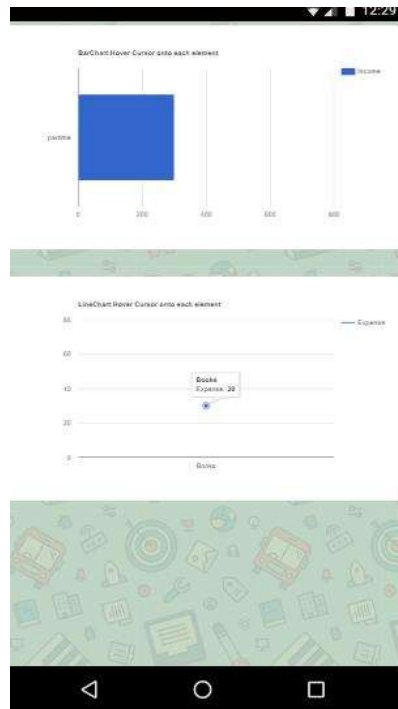 12:29
BarChart:Hover Cursor onto each element
Income
partime
0 200 400 600 800
LineChart:Hover Cursor onto each element
80
Expense
60
Books
Expense: 30
40
20
0
Books